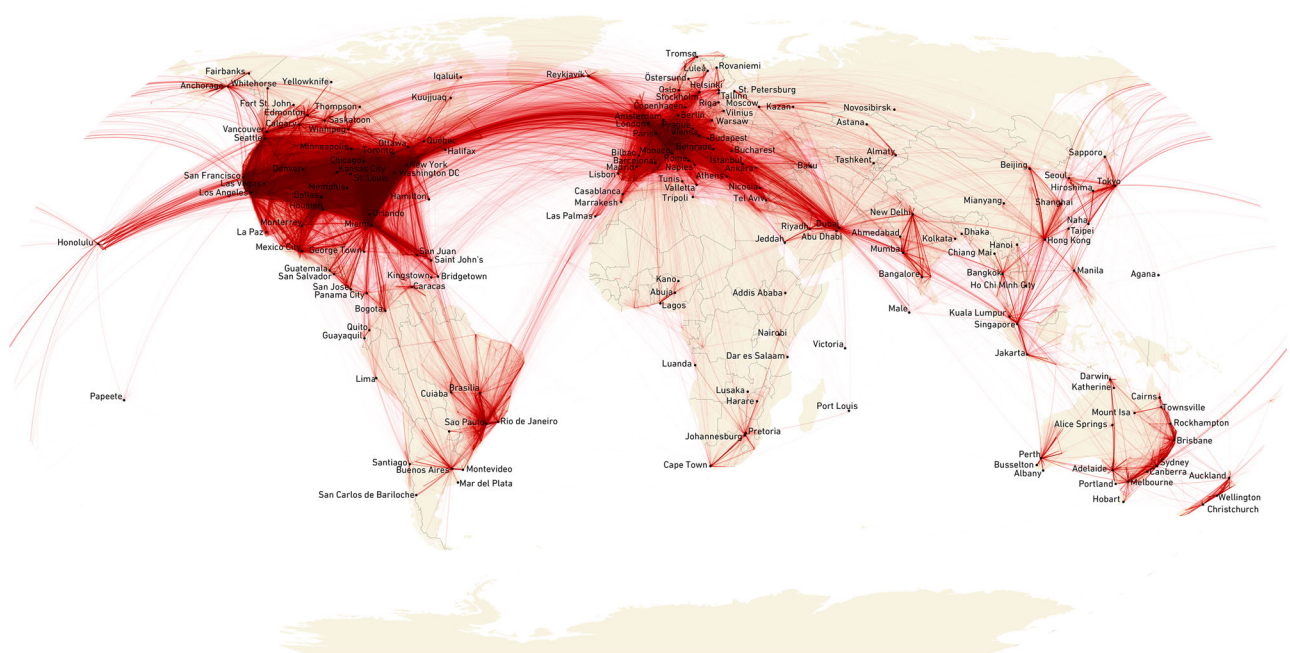 Tromsø
Fairbanks
Luleå
Rovaniemi
Reykjavik
Iqaluit
Östersund
Anchorage
Whitehorse
Yellowknife
Helsinki
Oslo
St. Petersburg
Stockholm
Tallinn
Kuujjuaq
Riga
Moscow
Kazan
Novosibirsk
Fort St. John
Thompson
Copenhagen
Edmonton
Vilnius
Amsterdam
Berlin
Saskatoon
Warsaw
Astana
London
Calgary
Winnipeg
Vancouver
Paris
Vienna
Seattle
Budapest
Quebec
Ottawa
Minneapolis
Belgrade
Bucharest
Halifax
Toronto
Monaco
Almaty
Bilbao
Sapporo
Chicago
Rome
Istanbul
Tashkent
Barcelona
New York
Madrid
Baku
Beijing
Denver
Kansas City
Naples
Ankara
Washington DC
San Francisco
Lisbon
Athens
Seoul
St. Louis
Tunis
Tokyo
Las Vegas
Memphis
Valletta
Nicosia
Hiroshima
Los Angeles
Casablanca
Dallas
Hamilton
Tripoli
Tel Aviv
Mianyang
Shanghai
Marrakesh
Houston
Orlando
New Delhi
Las Palmas
Monterrey
Miami
Naha
Riyadh
Dubai
La Paz
Taipei
Dhaka
Ahmedabad
Abu Dhabi
Kolkata
Honolulu
Jeddah
Hong Kong
Mexico City
George Town
San Juan
Mumbai
Hanoi
Chiang Mai
Saint John's
Guatemala
Bangkok
Manila
Kingstown
Bridgetown
San Salvador
Bangalore
Agana
Kano
San Jose
Caracas
Ho Chi Minh City
Abuja
Addis Ababa
Panama City
Lagos
Bogota
Male
Kuala Lumpur
Singapore
Quito
Nairobi
Guayaquil
Victoria
Jakarta
Dar es Salaam
Luanda
Darwin
Lima
Katherine
Brasilia
Lusaka
Cuiaba
Papeete
Cairns
Harare
Port Louis
Townsville
Mount Isa
Sao Paulo
Rio de Janeiro
Rockhampton
Alice Springs
Pretoria
Johannesburg
Brisbane
Perth
Santiago
Sydney
Cape Town
Busselton
Adelaide
Buenos Aires
Montevideo
Canberra
Albany
Auckland
Mar del Plata
Portland
Melbourne
San Carlos de Bariloche
Hobart
Wellington
Christchurch